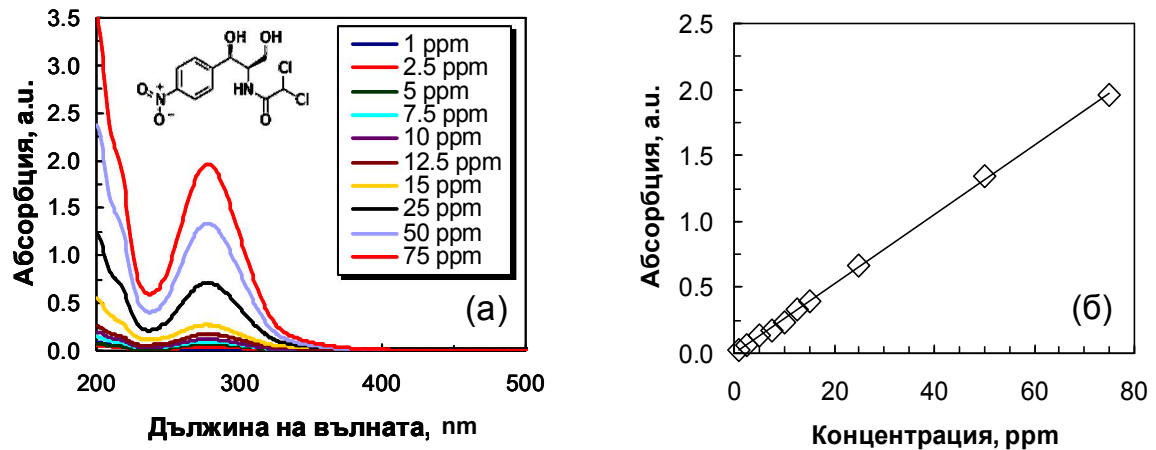 Абсорбция, a.u.
3.5
3.0
2.5
2.0
1.5
1.0
0.5
0.0
200
300
400
500
Дължина на вълната, nm
OH OH
Cl
Cl
HN
O
O
N+
O−
1 ppm
2.5 ppm
5 ppm
7.5 ppm
10 ppm
12.5 ppm
15 ppm
25 ppm
50 ppm
75 ppm
(а)
Абсорбция, a.u.
2.5
2.0
1.5
1.0
0.5
0.0
0
20
40
60
80
Концентрация, ppm
(б)